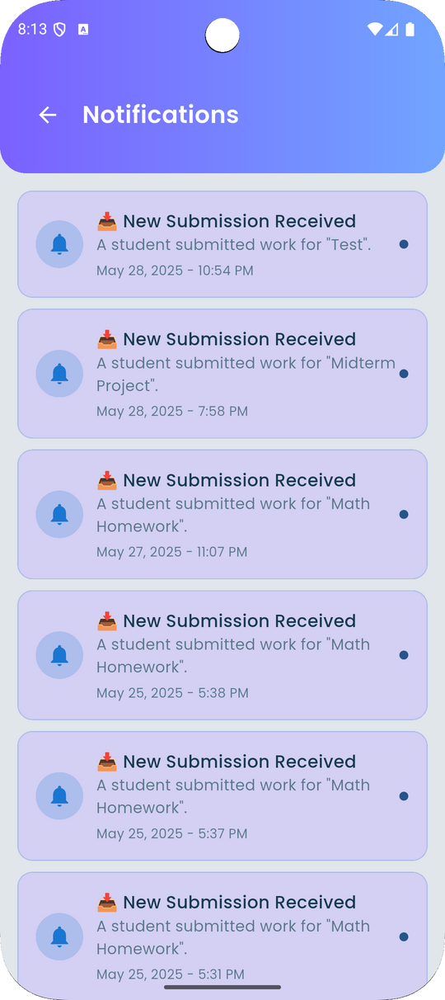 8:13
Notifications
📥 New Submission Received
A student submitted work for "Test".
May 28, 2025 - 10:54 PM
📥 New Submission Received
A student submitted work for "Midterm
Project".
May 28, 2025 - 7:58 PM
📥 New Submission Received
A student submitted work for "Math
Homework".
May 27, 2025 - 11:07 PM
📥 New Submission Received
A student submitted work for "Math
Homework".
May 25, 2025 - 5:38 PM
📥 New Submission Received
A student submitted work for "Math
Homework".
May 25, 2025 - 5:37 PM
📥 New Submission Received
A student submitted work for "Math
Homework".
May 25, 2025 - 5:31 PM